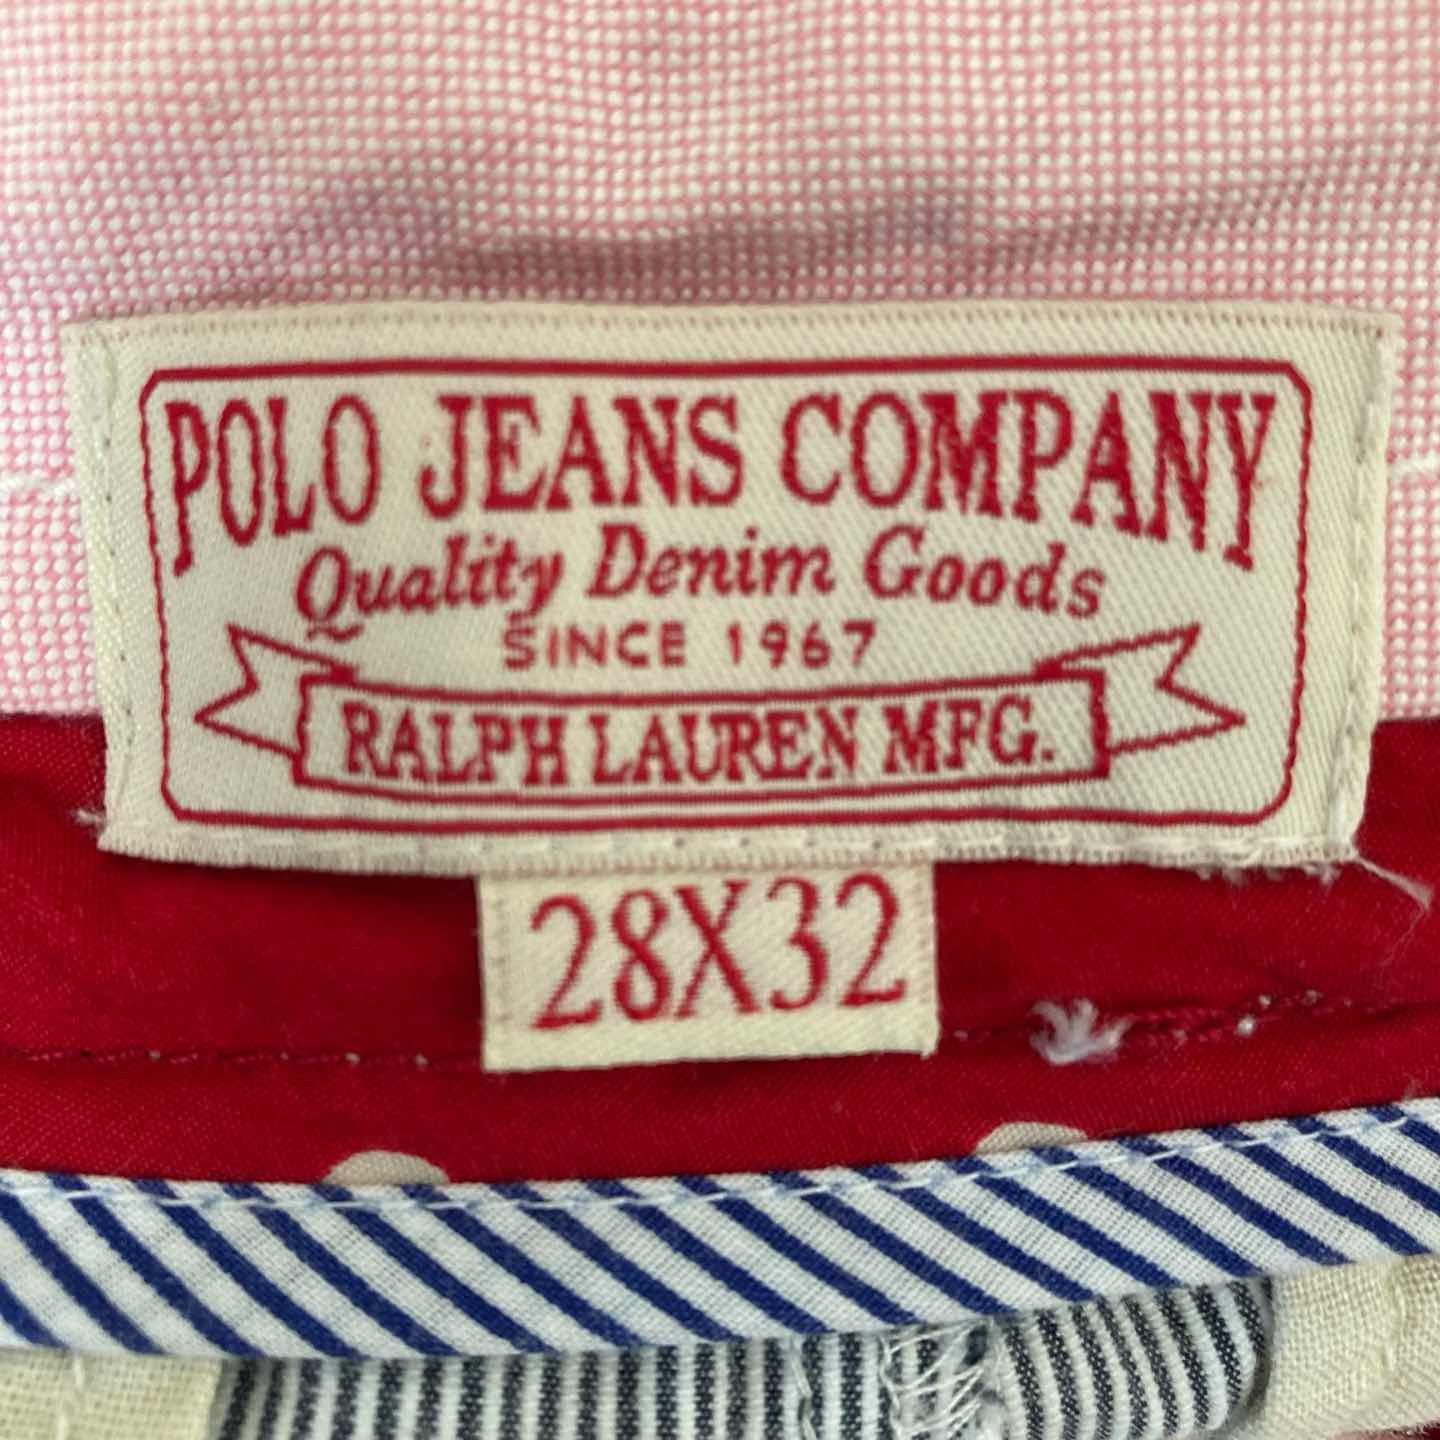 POLO JEANS COMPANY
Quality Denim Goods
SINCE 1967
RALPH LAUREN MFG.
28X32